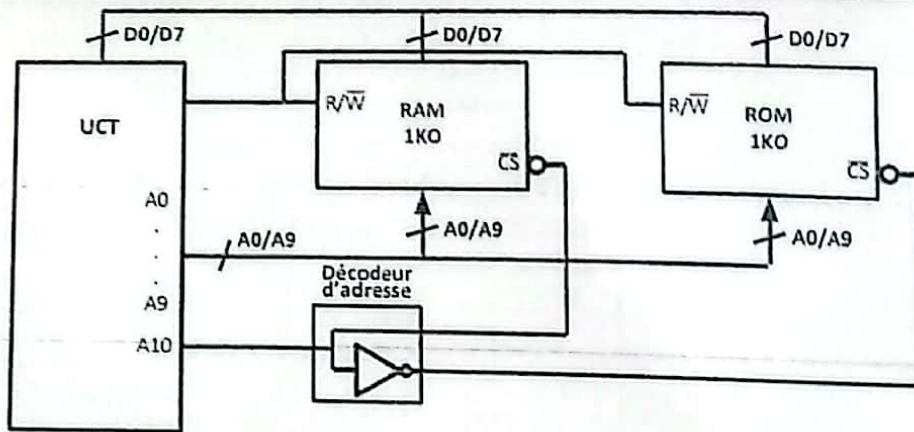 D0/D7
D0/D7
D0/D7
UCT
R/W̅
RAM
1KO
C̅S̅
R/W̅
ROM
1KO
C̅S̅
A0
.
.
A9
A10
A0/A9
A0/A9
A0/A9
Décodeur
d'adresse